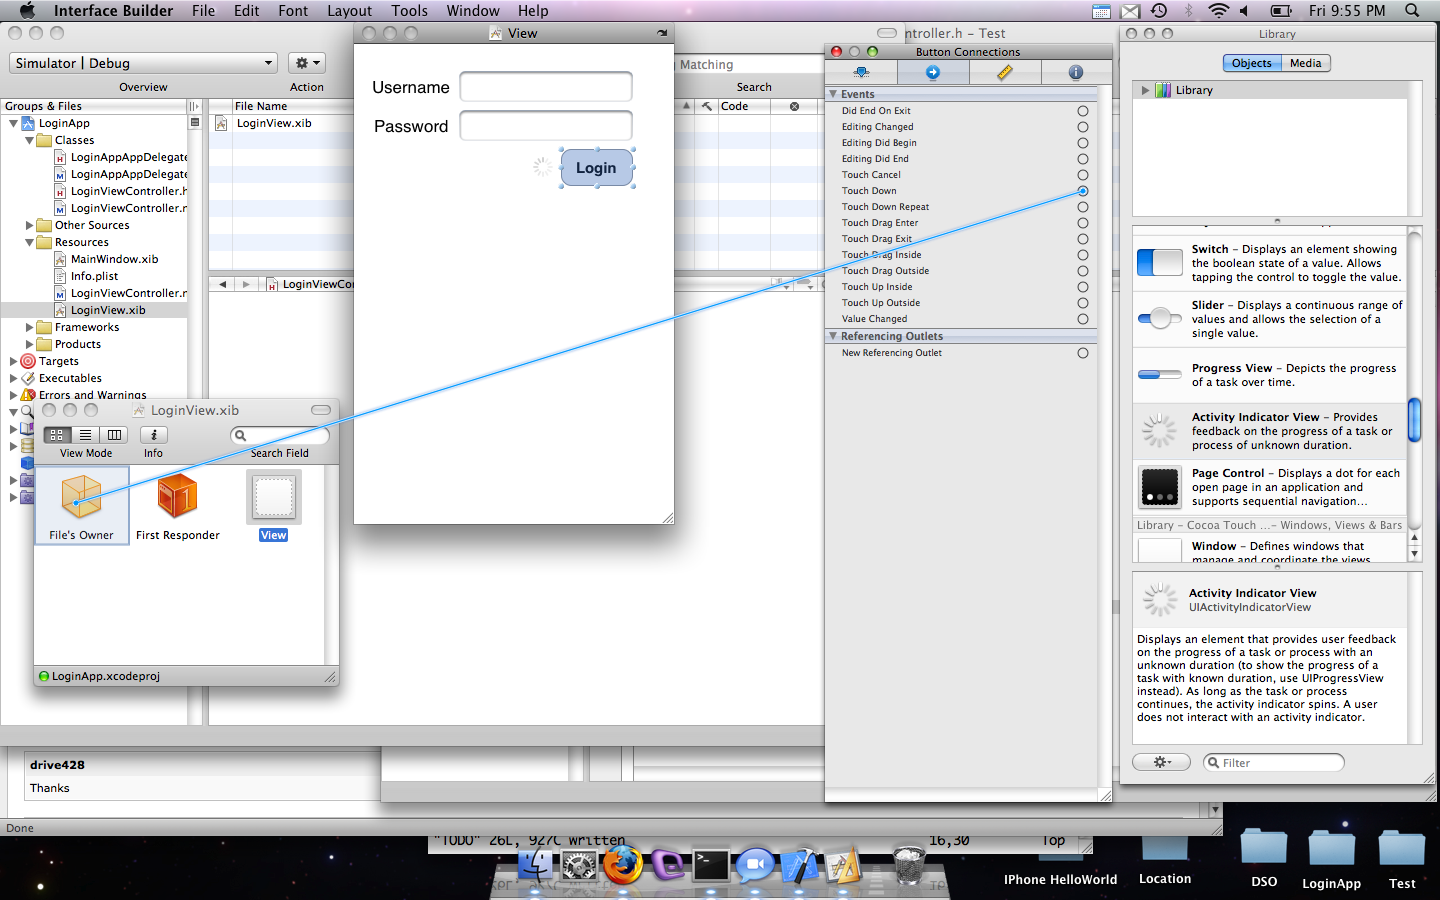 Interface Builder File Edit Font Layout Tools Window Help
Fri 9:55 PM
View
ntroller.h – Test
Button Connections
Library
Simulator | Debug
Overview
Action
Matching
Search
Objects Media
Library
Groups & Files
LoginApp
Classes
LoginAppAppDelegate
LoginAppAppDelegate
LoginViewController.h
LoginViewController.r
Other Sources
Resources
MainWindow.xib
Info.plist
LoginViewController.r
LoginView.xib
Frameworks
Products
Targets
Executables
Errors and Warnings
File Name
Code
LoginView.xib
LoginViewCo
Username
Password
Login
Events
Did End On Exit
Editing Changed
Editing Did Begin
Editing Did End
Touch Cancel
Touch Down
Touch Down Repeat
Touch Drag Enter
Touch Drag Exit
Touch Drag Inside
Touch Drag Outside
Touch Up Inside
Touch Up Outside
Value Changed
Referencing Outlets
New Referencing Outlet
Switch – Displays an element showing
the boolean state of a value. Allows
tapping the control to toggle the value.
Slider – Displays a continuous range of
values and allows the selection of a
single value.
Progress View – Depicts the progress
of a task over time.
Activity Indicator View – Provides
feedback on the progress of a task or
process of unknown duration.
Page Control – Displays a dot for each
open page in an application and
supports sequential navigation...
Library – Cocoa Touch ...– Windows, Views & Bars
Window – Defines windows that
manage and coordinate the views
Activity Indicator View
UIActivityIndicatorView
Displays an element that provides user feedback
on the progress of a task or process with an
unknown duration (to show the progress of a
task with known duration, use UIProgressView
instead). As long as the task or process
continues, the activity indicator spins. A user
does not interact with an activity indicator.
Filter
LoginView.xib
View Mode
Info
Search Field
File's Owner
First Responder
View
LoginApp.xcodeproj
drive428
Thanks
Done
"TODO" 26L, 927C written
16,30
Top
IPhone HelloWorld
Location
DSO
LoginApp
Test